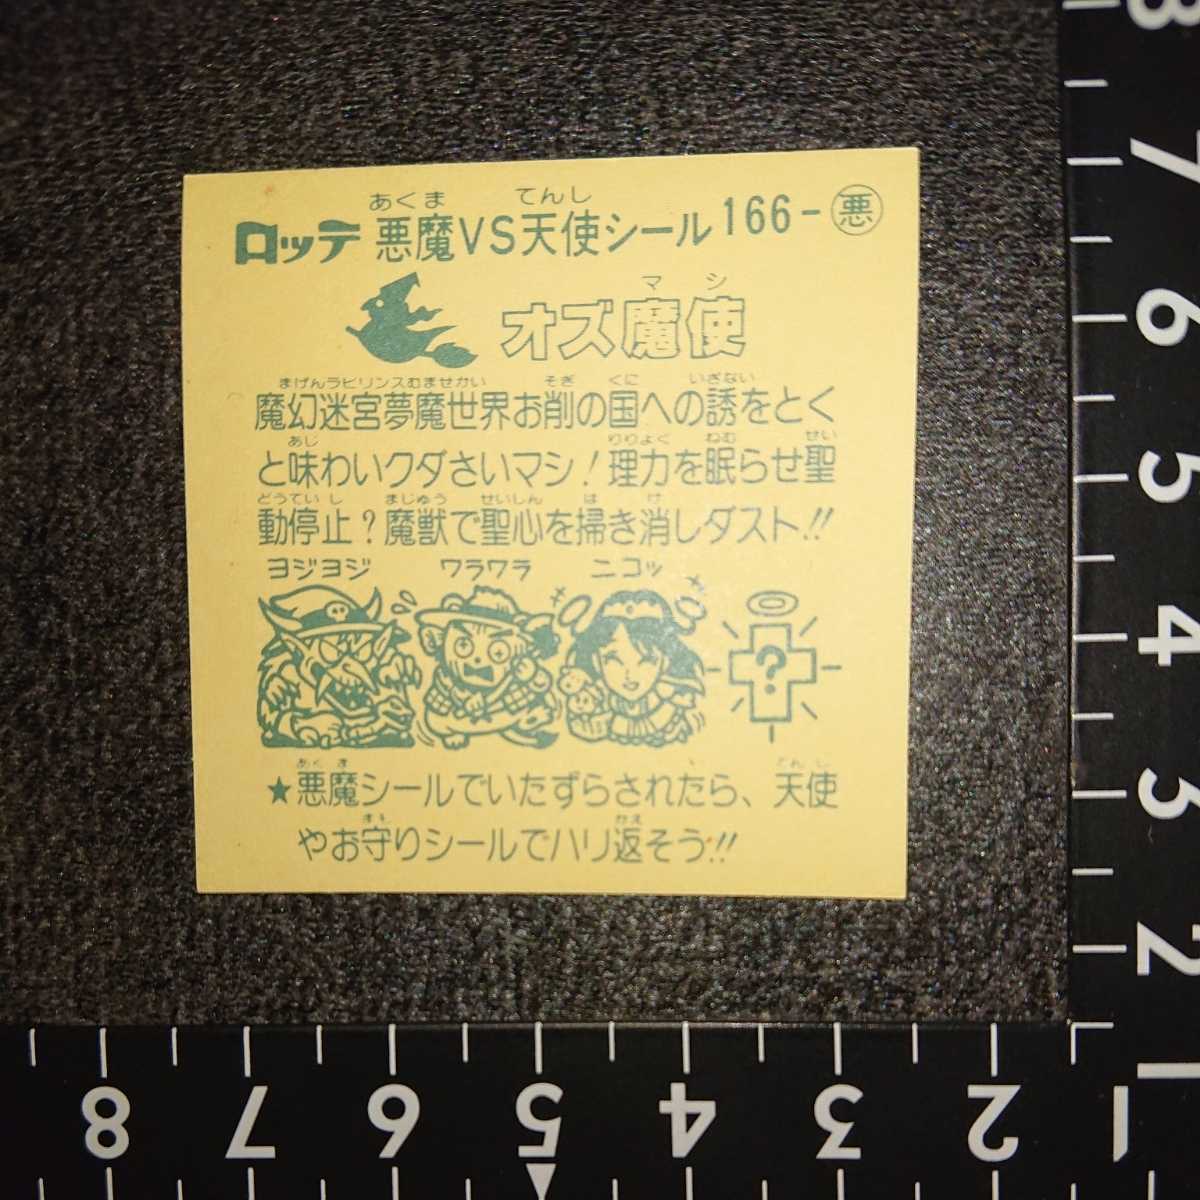 あくま てんし
ロッテ 悪魔VS天使シール 166-悪
マシ
オズ魔使
まげんラビリンスむませかい そぎ くに いざない
魔幻迷宮夢魔世界お削の国への誘をとく
あじ りりょく ねむ せい
と味わいクダさいマシ！理力を眠らせ聖
どうていし まじゅう せいしん は け
動停止？魔獣で聖心を掃き消しダスト!!
ヨジヨジ ワラワラ ニコッ
?
あくま てんし
★悪魔シールでいたずらされたら、天使
まも かえ
やお守りシールでハリ返そう!!
8
7
6
5
4
3
2
1
8 7 6 5 4 3 2